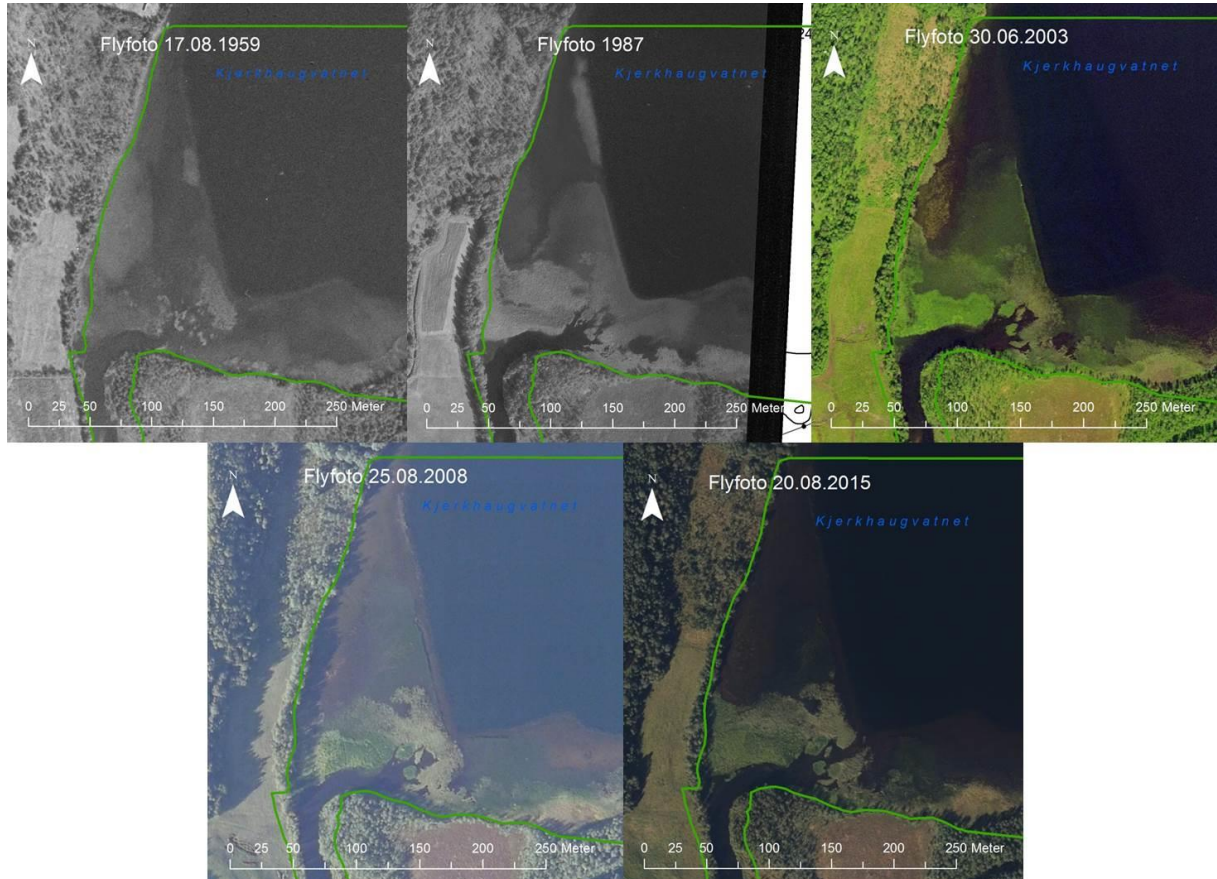 Flyfoto 17.08.1959
N
Kjerkhaugvatnet
0 25 50 100 150 200 250 Meter
Flyfoto 1987
N
Kjerkhaugvatnet
24
0 25 50 100 150 200 250 Meter
Flyfoto 30.06.2003
N
Kjerkhaugvatnet
0 25 50 100 150 200 250 Meter
Flyfoto 25.08.2008
N
Kjerkhaugvatnet
0 25 50 100 150 200 250 Meter
Flyfoto 20.08.2015
N
Kjerkhaugvatnet
0 25 50 100 150 200 250 Meter